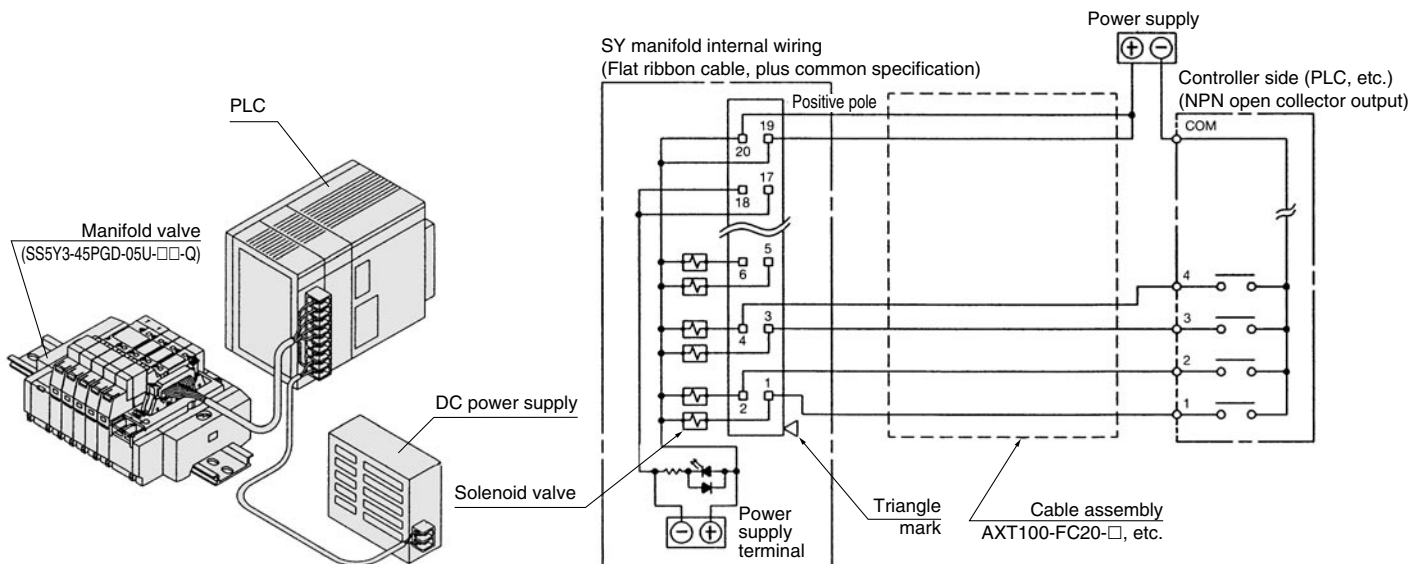 PLC
Manifold valve
(SS5Y3-45PGD-05U-□□-Q)
DC power supply
Solenoid valve
SY manifold internal wiring
(Flat ribbon cable, plus common specification)
Positive pole
19
20
17
18
5
6
3
4
1
2
Power
supply
terminal
Triangle
mark
Cable assembly
AXT100-FC20-□, etc.
Power supply
Controller side (PLC, etc.)
(NPN open collector output)
COM
4
3
2
1